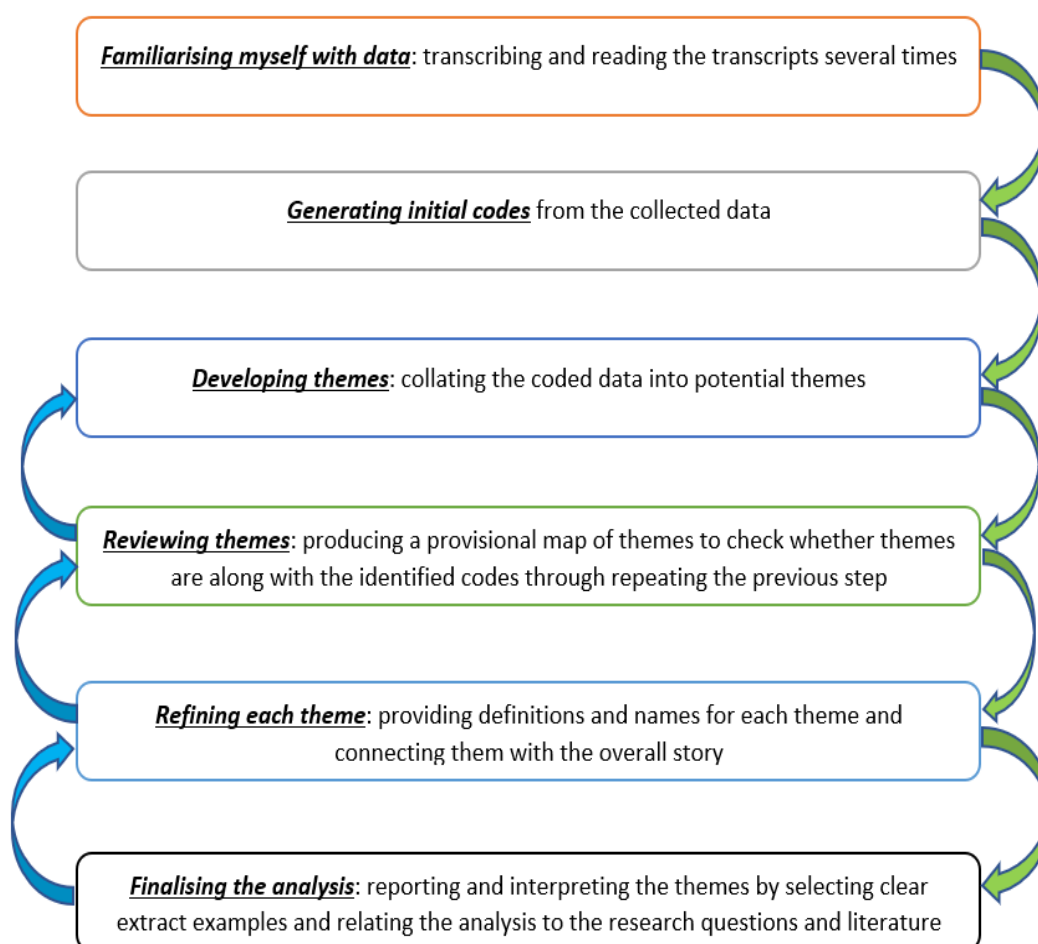 Familiarising myself with data: transcribing and reading the transcripts several times
Generating initial codes from the collected data
Developing themes: collating the coded data into potential themes
Reviewing themes: producing a provisional map of themes to check whether themes
are along with the identified codes through repeating the previous step
Refining each theme: providing definitions and names for each theme and
connecting them with the overall story
Finalising the analysis: reporting and interpreting the themes by selecting clear
extract examples and relating the analysis to the research questions and literature